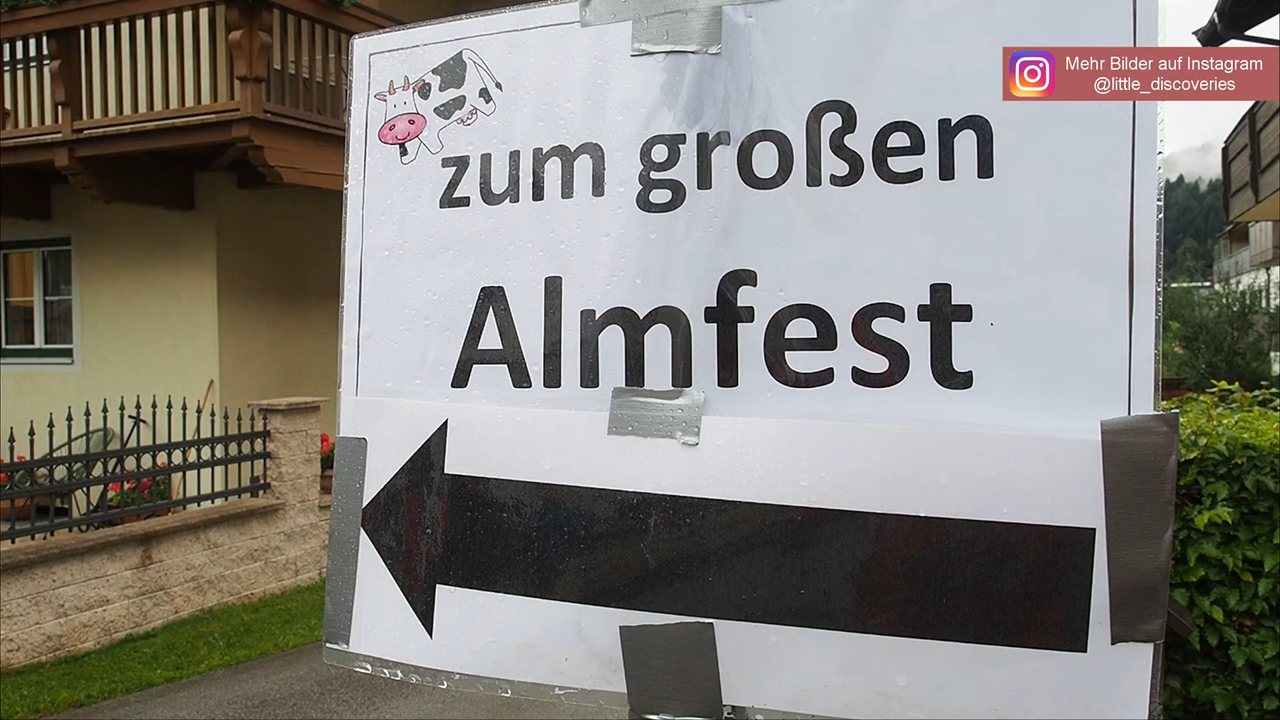 Mehr Bilder auf Instagram
@little_discoveries
zum großen
Almfest